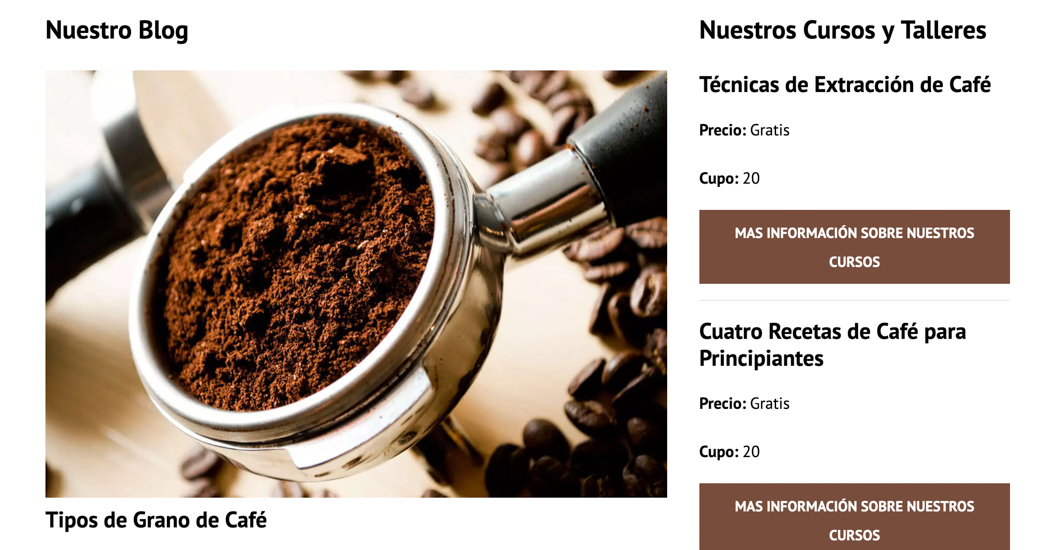 Nuestro Blog
Tipos de Grano de Café
Nuestros Cursos y Talleres
Técnicas de Extracción de Café
Precio: Gratis
Cupo: 20
MAS INFORMACIÓN SOBRE NUESTROS
CURSOS
Cuatro Recetas de Café para
Principiantes
Precio: Gratis
Cupo: 20
MAS INFORMACIÓN SOBRE NUESTROS
CURSOS